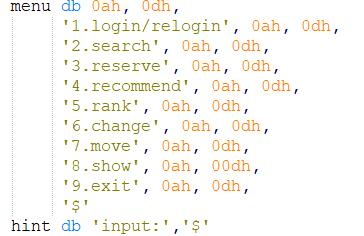 menu db 0ah, 0dh,
'1.login/relogin', 0ah, 0dh,
'2.search', 0ah, 0dh,
'3.reserve', 0ah, 0dh,
'4.recommend', 0ah, 0dh,
'5.rank', 0ah, 0dh,
'6.change', 0ah, 0dh,
'7.move', 0ah, 0dh,
'8.show', 0ah, 00dh,
'9.exit', 0ah, 0dh,
'$'
hint db 'input:','$'